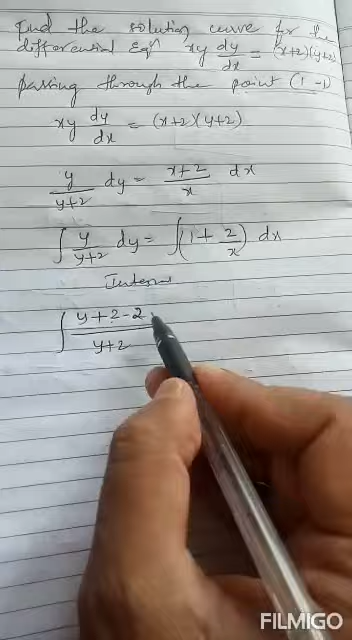 Find the solution curve for the
differential Eqⁿ xy dy/dx = (x+2)(y+2)
passing through the point (1 -1)
xy dy/dx = (x+2)(y+2)
y/y+2 dy = x+2/x dx
∫ y/y+2 dy = ∫(1 + 2/x) dx
∫ y+2-2/y+2
FILMIGO